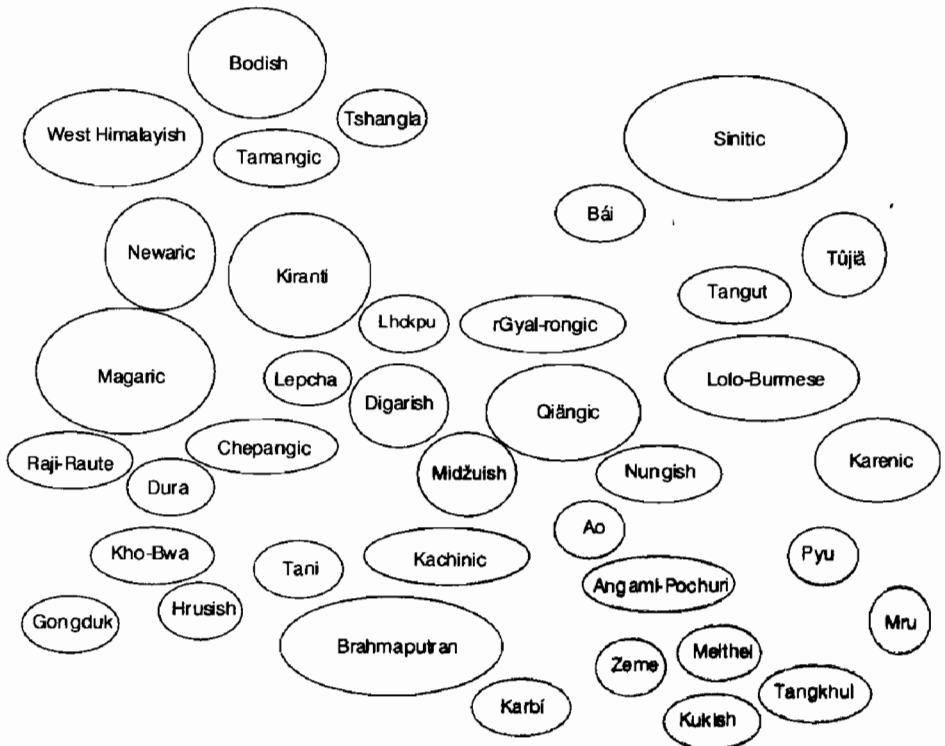 Bodish
Tshangla
West Himalayish
Sinitic
Tamangic
Bái
Newaric
Tûjiā
Kiranti
Tangut
Lhokpu
rGyal-rongic
Magaric
Lepcha
Lolo-Burmese
Digarish
Qiāngic
Chepangic
Raji-Raute
Karenic
Midžuish
Nungish
Dura
Ao
Kho-Bwa
Pyu
Kachinic
Tani
Angami-Pochuri
Hrusish
Gongduk
Mru
Brahmaputran
Meithei
Zeme
Tangkhul
Karbí
Kukish